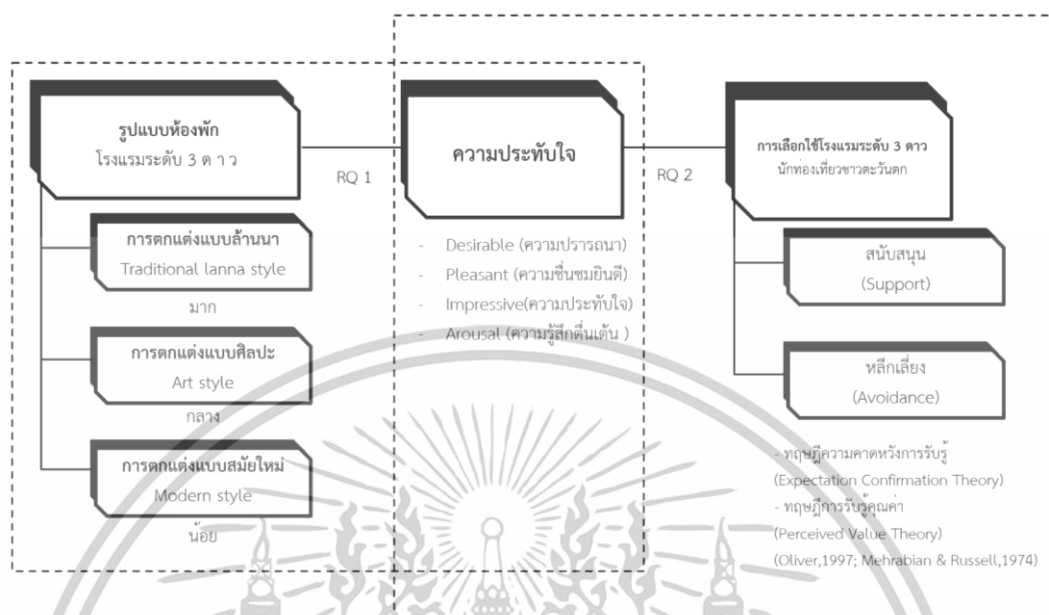 รูปแบบห้องพัก
โรงแรมระดับ 3 ด า ว
RQ 1
การตกแต่งแบบล้านนา
Traditional lanna style
มาก
การตกแต่งแบบศิลปะ
Art style
กลาง
การตกแต่งแบบสมัยใหม่
Modern style
น้อย
ความประทับใจ
RQ 2
- Desirable (ความปรารถนา)
- Pleasant (ความชื่นชมยินดี)
- Impressive(ความประทับใจ)
- Arousal (ความรู้สึกตื่นเต้น )
การเลือกใช้โรงแรมระดับ 3 ดาว
นักท่องเที่ยวชาวตะวันตก
สนับสนุน
(Support)
หลีกเลี่ยง
(Avoidance)
- ทฤษฎีความคาดหวังการรับรู้
(Expectation Confirmation Theory)
- ทฤษฎีการรับรู้คุณค่า
(Perceived Value Theory)
(Oliver,1997; Mehrabian & Russell,1974)